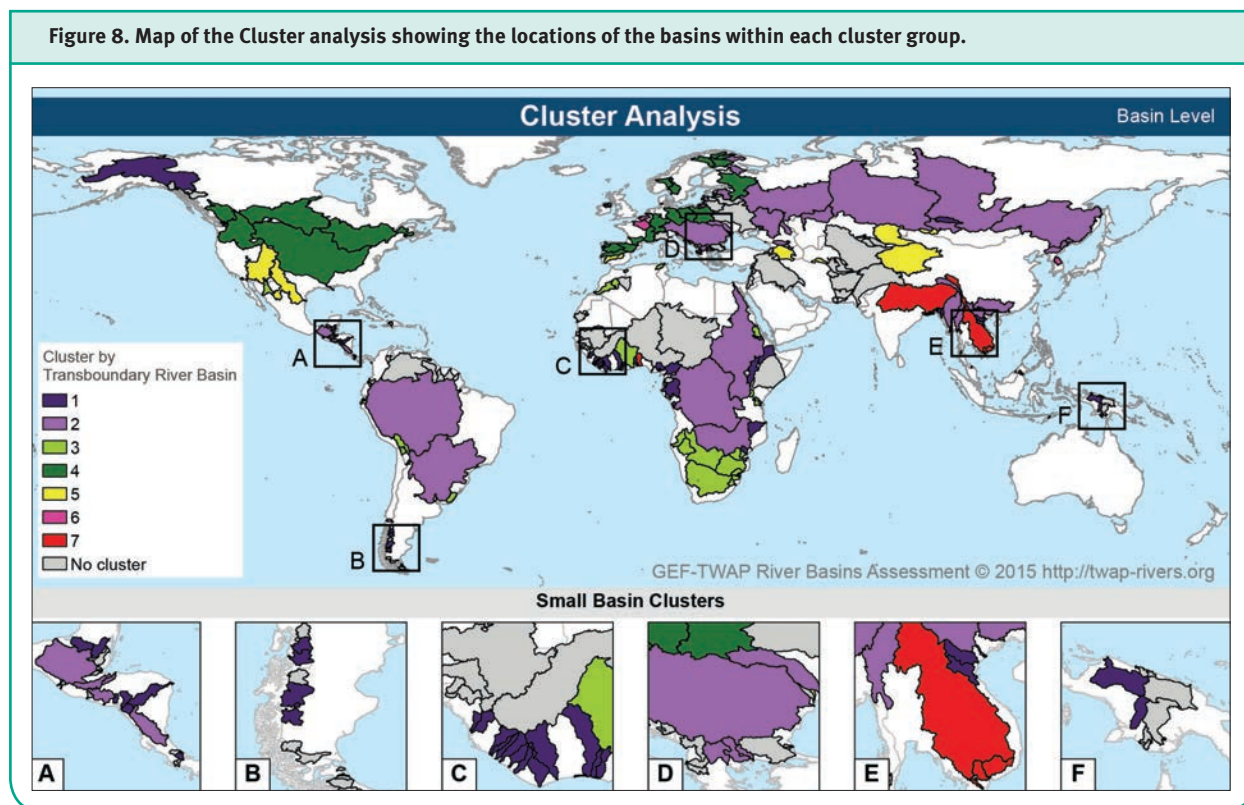 Figure 8. Map of the Cluster analysis showing the locations of the basins within each cluster group.
Cluster Analysis
Basin Level
A
B
C
D
E
F
Cluster by
Transboundary River Basin
1
2
3
4
5
6
7
No cluster
GEF-TWAP River Basins Assessment © 2015 http://twap-rivers.org
Small Basin Clusters
A
B
C
D
E
F